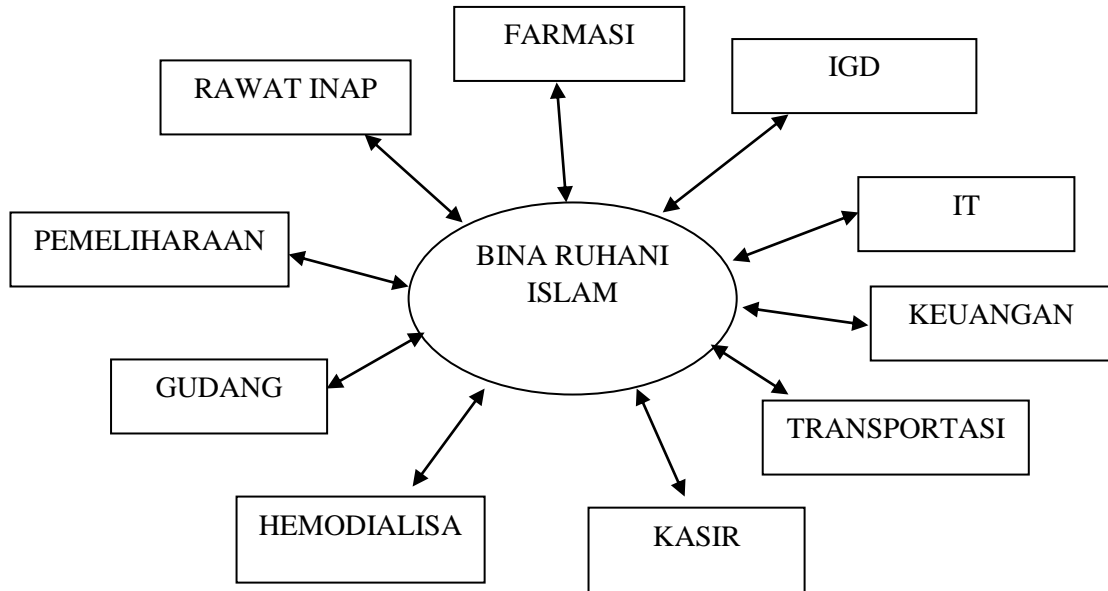 FARMASI
IGD
RAWAT INAP
IT
PEMELIHARAAN
BINA RUHANI
ISLAM
KEUANGAN
GUDANG
TRANSPORTASI
HEMODIALISA
KASIR